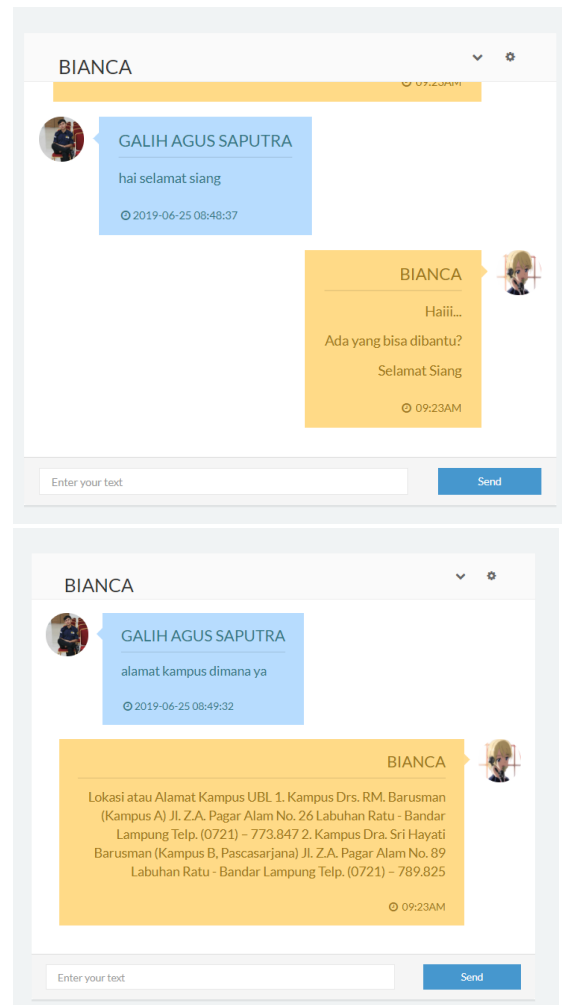 BIANCA
09:23AM
GALIH AGUS SAPUTRA
hai selamat siang
2019-06-25 08:48:37
BIANCA
Haiii...
Ada yang bisa dibantu?
Selamat Siang
09:23AM
Enter your text
Send
BIANCA
GALIH AGUS SAPUTRA
alamat kampus dimana ya
2019-06-25 08:49:32
BIANCA
Lokasi atau Alamat Kampus UBL 1. Kampus Drs. RM. Barusman
(Kampus A) Jl. Z.A. Pagar Alam No. 26 Labuhan Ratu - Bandar
Lampung Telp. (0721) – 773.847 2. Kampus Dra. Sri Hayati
Barusman (Kampus B, Pascasarjana) Jl. Z.A. Pagar Alam No. 89
Labuhan Ratu - Bandar Lampung Telp. (0721) – 789.825
09:23AM
Enter your text
Send